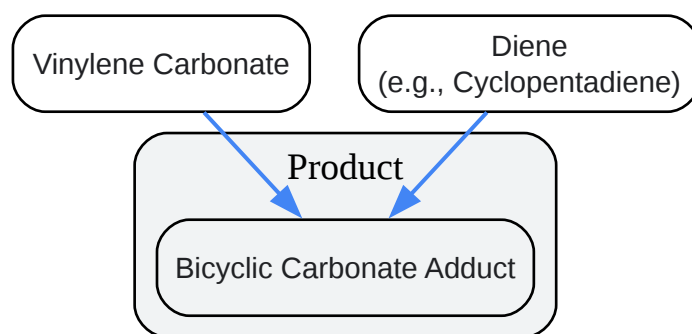 Vinylene Carbonate
Diene
(e.g., Cyclopentadiene)
Product
Bicyclic Carbonate Adduct